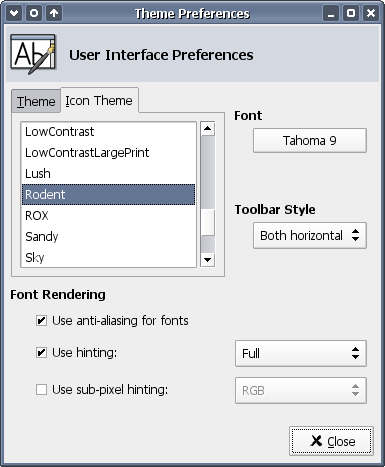 Theme Preferences
Ab
User Interface Preferences
Theme
Icon Theme
LowContrast
LowContrastLargePrint
Lush
Rodent
ROX
Sandy
Sky
Font
Tahoma 9
Toolbar Style
Both horizontal
Font Rendering
Use anti-aliasing for fonts
Use hinting:
Full
Use sub-pixel hinting:
RGB
Close